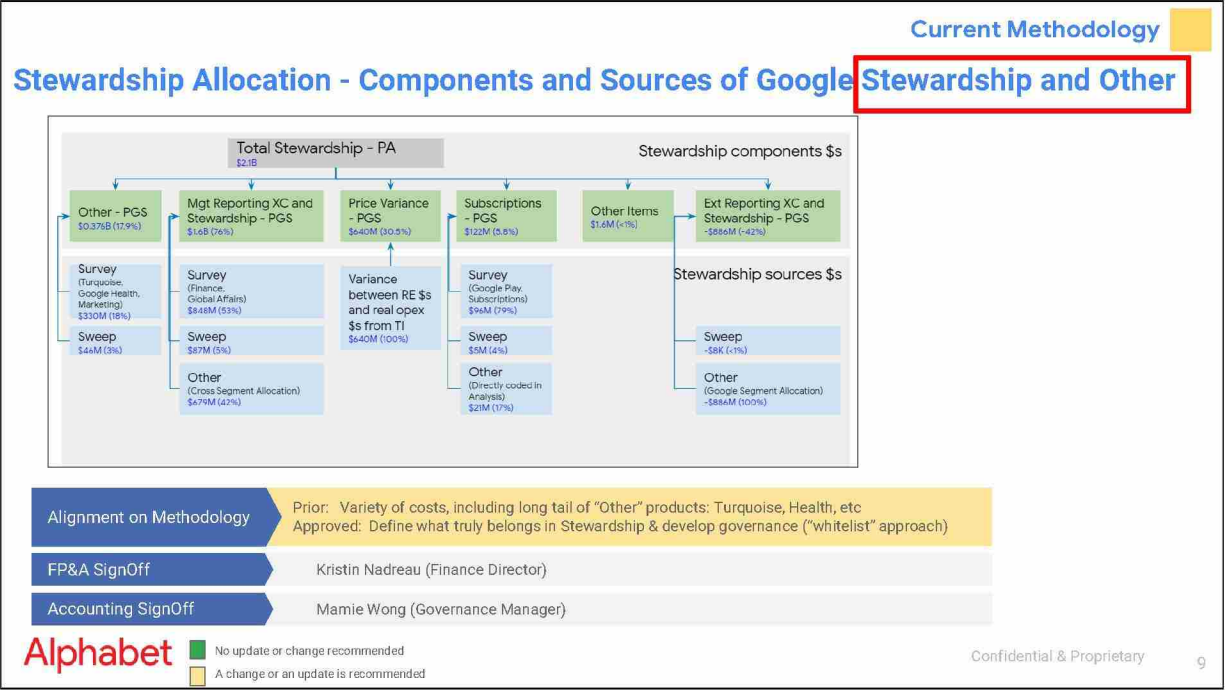 Current Methodology
Stewardship Allocation - Components and Sources of Google Stewardship and Other
Total Stewardship - PA
$2.1B
Stewardship components $s
Other - PGS
$0.376B (17.9%)
Mgt Reporting XC and
Stewardship - PGS
$1.6B (76%)
Price Variance
- PGS
$640M (30.5%)
Subscriptions
- PGS
$122M (5.8%)
Other Items
$1.6M (<1%)
Ext Reporting XC and
Stewardship - PGS
-$886M (-42%)
Stewardship sources $s
Survey
(Turquoise,
Google Health,
Marketing)
$330M (18%)
Sweep
$46M (3%)
Survey
(Finance,
Global Affairs)
$848M (53%)
Sweep
$87M (5%)
Other
(Cross Segment Allocation)
$679M (42%)
Variance
between RE $s
and real opex
$s from TI
$640M (100%)
Survey
(Google Play,
Subscriptions)
$96M (79%)
Sweep
$5M (4%)
Other
(Directly coded in
Analysis)
$21M (17%)
Sweep
-$8K (<1%)
Other
(Google Segment Allocation)
-$886M (100%)
Alignment on Methodology
Prior: Variety of costs, including long tail of “Other” products: Turquoise, Health, etc
Approved: Define what truly belongs in Stewardship & develop governance (“whitelist” approach)
FP&A SignOff
Kristin Nadreau (Finance Director)
Accounting SignOff
Mamie Wong (Governance Manager)
Alphabet
No update or change recommended
A change or an update is recommended
Confidential & Proprietary
9